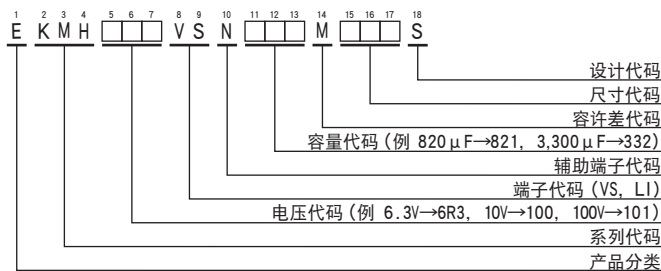 1 2 3 4 5 6 7 8 9 10 11 12 13 14 15 16 17 18
E K M H □□□ V S N □□□ M □□□ S
设计代码
尺寸代码
容许差代码
容量代码 (例 820μF→821, 3,300μF→332)
辅助端子代码
端子代码 (VS, LI)
电压代码 (例 6.3V→6R3, 10V→100, 100V→101)
系列代码
产品分类